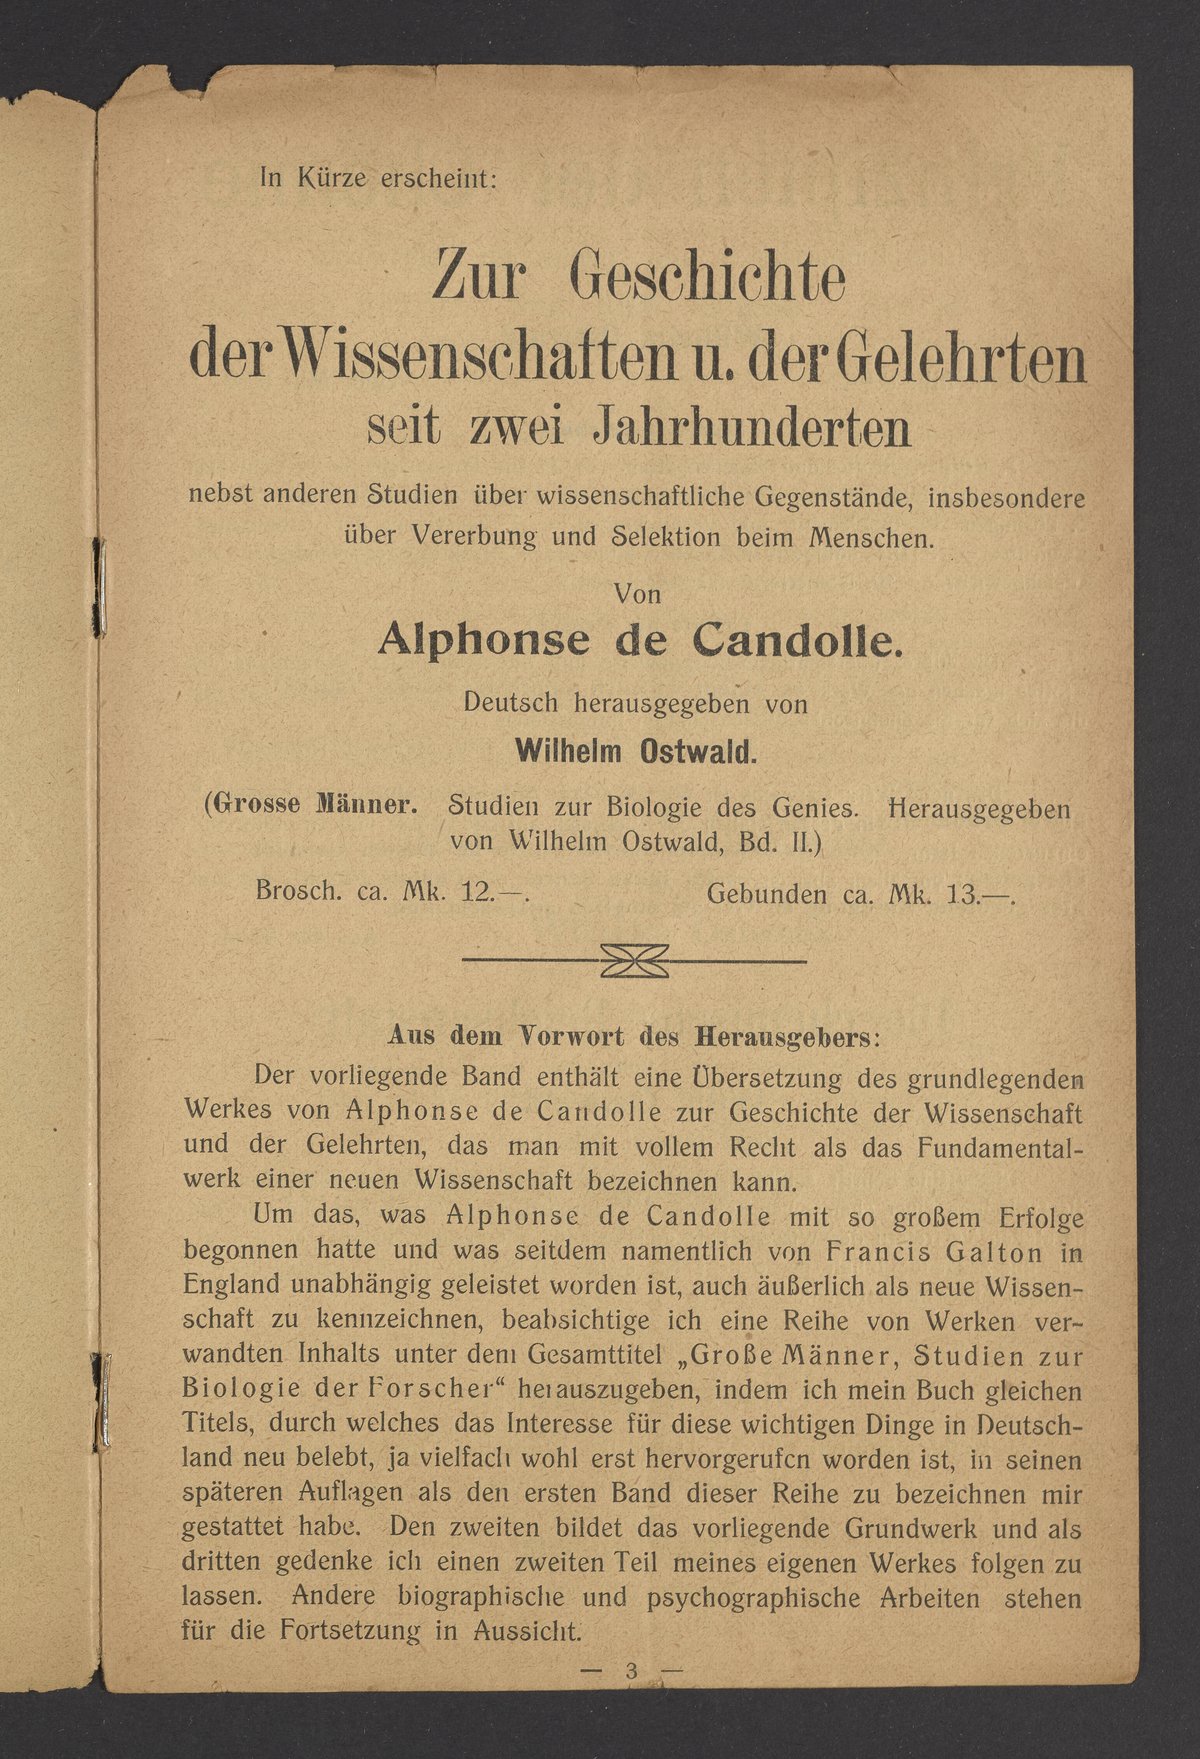 In Kürze erscheint:
Zur Geschichte
der Wissenschaften u. der Gelehrten
seit zwei Jahrhunderten
nebst anderen Studien über wissenschaftliche Gegenstände, insbesondere
über Vererbung und Selektion beim Menschen.
Von
Alphonse de Candolle.
Deutsch herausgegeben von
Wilhelm Ostwald.
(Grosse Männer. Studien zur Biologie des Genies. Herausgegeben
von Wilhelm Ostwald, Bd. II.)
Brosch. ca. Mk. 12.—. Gebunden ca. Mk. 13.—.
Aus dem Vorwort des Herausgebers:
Der vorliegende Band enthält eine Übersetzung des grundlegenden
Werkes von Alphonse de Candolle zur Geschichte der Wissenschaft
und der Gelehrten, das man mit vollem Recht als das Fundamental-
werk einer neuen Wissenschaft bezeichnen kann.
Um das, was Alphonse de Candolle mit so großem Erfolge
begonnen hatte und was seitdem namentlich von Francis Galton in
England unabhängig geleistet worden ist, auch äußerlich als neue Wissen-
schaft zu kennzeichnen, beabsichtige ich eine Reihe von Werken ver-
wandten Inhalts unter dem Gesamttitel „Große Männer, Studien zur
Biologie der Forscher“ herauszugeben, indem ich mein Buch gleichen
Titels, durch welches das Interesse für diese wichtigen Dinge in Deutsch-
land neu belebt, ja vielfach wohl erst hervorgerufen worden ist, in seinen
späteren Auflagen als den ersten Band dieser Reihe zu bezeichnen mir
gestattet habe. Den zweiten bildet das vorliegende Grundwerk und als
dritten gedenke ich einen zweiten Teil meines eigenen Werkes folgen zu
lassen. Andere biographische und psychographische Arbeiten stehen
für die Fortsetzung in Aussicht.
— 3 —